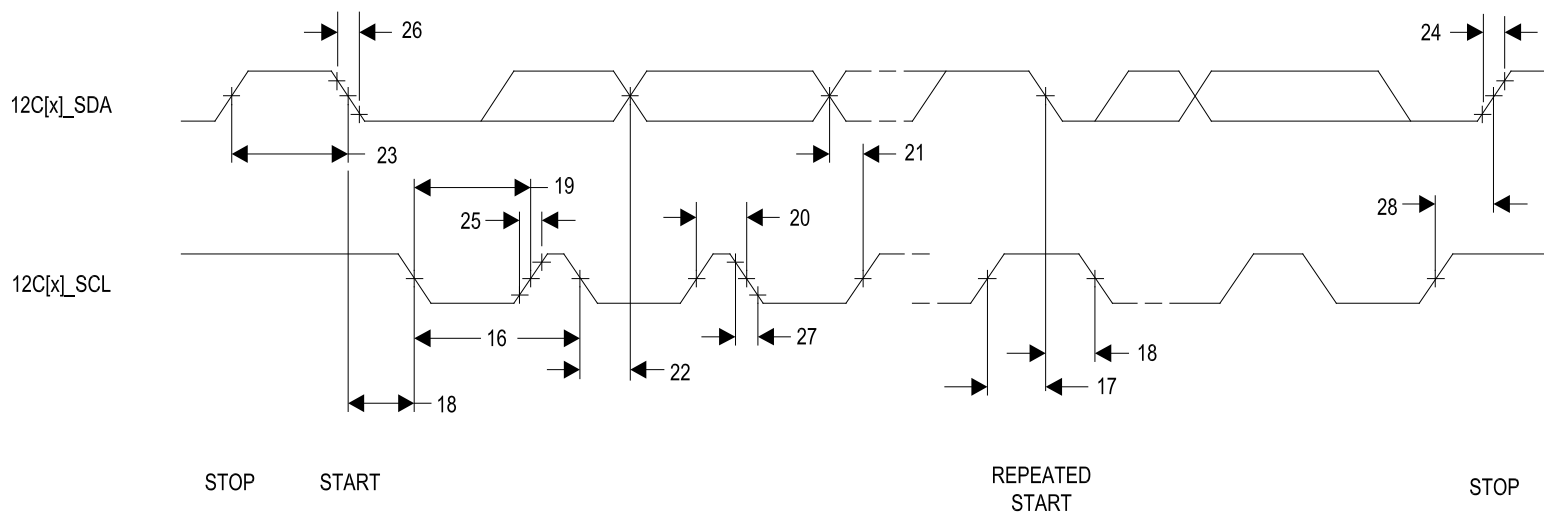 26
24
12C[x]_SDA
23
21
19
25
20
28
12C[x]_SCL
16
27
22
18
17
18
STOP
START
REPEATED
START
STOP